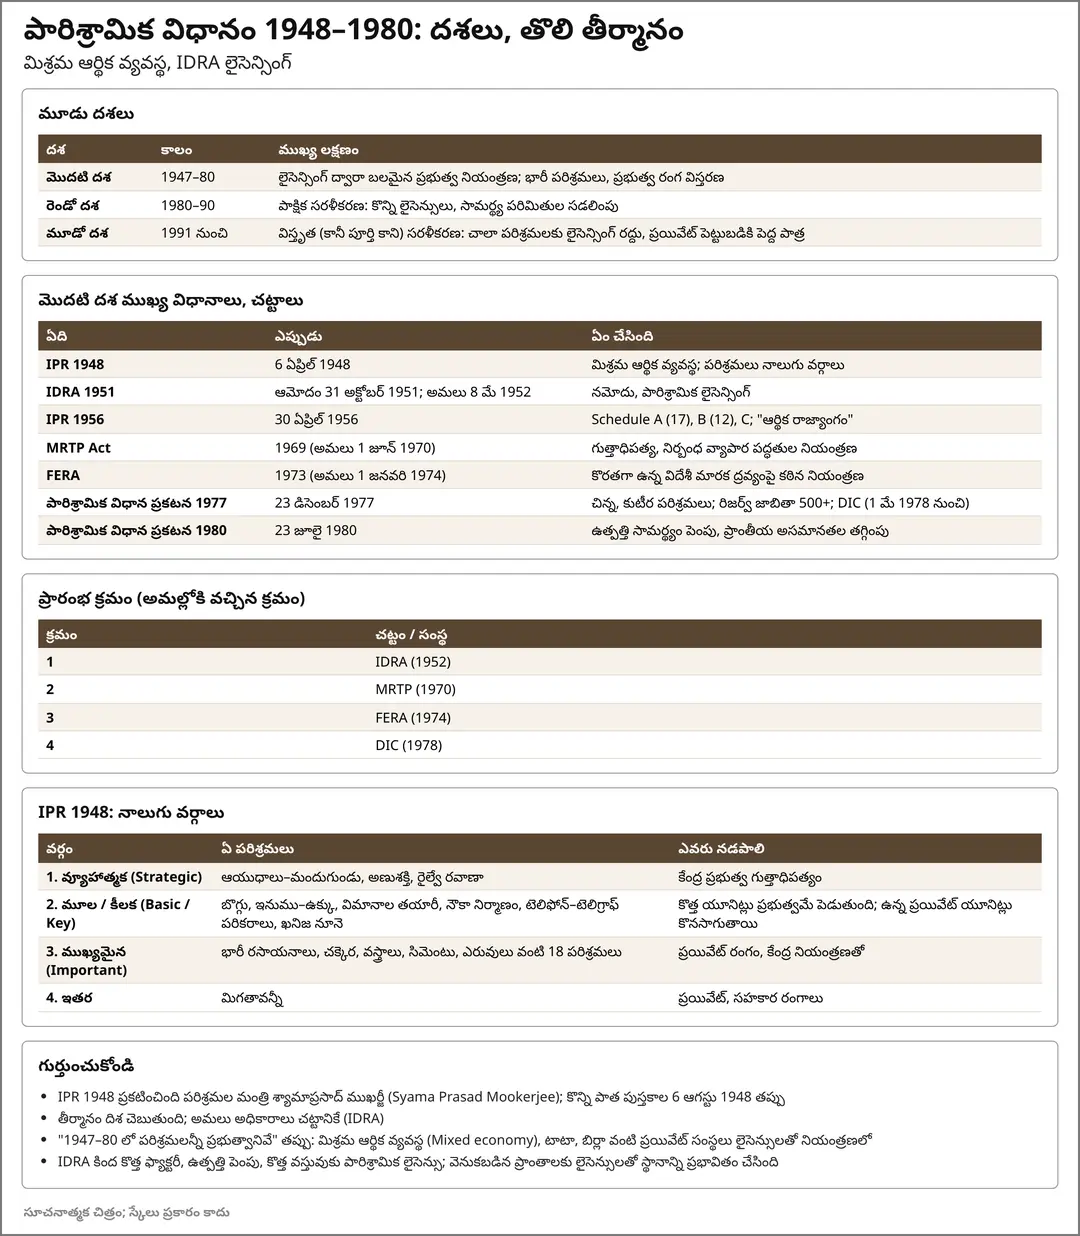 పారిశ్రామిక విధానం 1948–1980: దశలు, తొలి తీర్మానం
మిశ్రమ ఆర్థిక వ్యవస్థ, IDRA లైసెన్సింగ్
మూడు దశలు
దశ కాలం ముఖ్య లక్షణం
మొదటి దశ 1947–80 లైసెన్సింగ్ ద్వారా బలమైన ప్రభుత్వ నియంత్రణ; భారీ పరిశ్రమలు, ప్రభుత్వ రంగ విస్తరణ
రెండో దశ 1980–90 పాక్షిక సరళీకరణ: కొన్ని లైసెన్సులు, సామర్థ్య పరిమితుల సడలింపు
మూడో దశ 1991 నుంచి విస్తృత (కానీ పూర్తి కాని) సరళీకరణ: చాలా పరిశ్రమలకు లైసెన్సింగ్ రద్దు, ప్రయివేట్ పెట్టుబడికి పెద్ద పాత్ర
మొదటి దశ ముఖ్య విధానాలు, చట్టాలు
ఏది ఎప్పుడు ఏం చేసింది
IPR 1948 6 ఏప్రిల్ 1948 మిశ్రమ ఆర్థిక వ్యవస్థ; పరిశ్రమలు నాలుగు వర్గాలు
IDRA 1951 ఆమోదం 31 అక్టోబర్ 1951; అమలు 8 మే 1952 నమోదు, పారిశ్రామిక లైసెన్సింగ్
IPR 1956 30 ఏప్రిల్ 1956 Schedule A (17), B (12), C; "ఆర్థిక రాజ్యాంగం"
MRTP Act 1969 (అమలు 1 జూన్ 1970) గుత్తాధిపత్య, నిర్బంధ వ్యాపార పద్ధతుల నియంత్రణ
FERA 1973 (అమలు 1 జనవరి 1974) కొరతగా ఉన్న విదేశీ మారక ద్రవ్యంపై కఠిన నియంత్రణ
పారిశ్రామిక విధాన ప్రకటన 1977 23 డిసెంబర్ 1977 చిన్న, కుటీర పరిశ్రమలు; రిజర్వ్ జాబితా 500+; DIC (1 మే 1978 నుంచి)
పారిశ్రామిక విధాన ప్రకటన 1980 23 జూలై 1980 ఉత్పత్తి సామర్థ్యం పెంపు, ప్రాంతీయ అసమానతల తగ్గింపు
ప్రారంభ క్రమం (అమల్లోకి వచ్చిన క్రమం)
క్రమం చట్టం / సంస్థ
1 IDRA (1952)
2 MRTP (1970)
3 FERA (1974)
4 DIC (1978)
IPR 1948: నాలుగు వర్గాలు
వర్గం ఏ పరిశ్రమలు ఎవరు నడపాలి
1. వ్యూహాత్మక (Strategic) ఆయుధాలు–మందుగుండు, అణుశక్తి, రైల్వే రవాణా కేంద్ర ప్రభుత్వ గుత్తాధిపత్యం
2. మూల / కీలక (Basic / బొగ్గు, ఇనుము–ఉక్కు, విమానాల తయారీ, నౌకా నిర్మాణం, టెలిఫోన్–టెలిగ్రాఫ్ కొత్త యూనిట్లు ప్రభుత్వమే పెడుతుంది; ఉన్న ప్రయివేట్ యూనిట్లు
Key) పరికరాలు, ఖనిజ నూనె కొనసాగుతాయి
3. ముఖ్యమైన భారీ రసాయనాలు, చక్కెర, వస్త్రాలు, సిమెంటు, ఎరువులు వంటి 18 పరిశ్రమలు ప్రయివేట్ రంగం, కేంద్ర నియంత్రణతో
(Important)
4. ఇతర మిగతావన్నీ ప్రయివేట్, సహకార రంగాలు
గుర్తుంచుకోండి
• IPR 1948 ప్రకటించింది పరిశ్రమల మంత్రి శ్యామాప్రసాద్ ముఖర్జీ (Syama Prasad Mookerjee); కొన్ని పాత పుస్తకాల 6 ఆగస్టు 1948 తప్పు
• తీర్మానం దిశ చెబుతుంది; అమలు అధికారాలు చట్టానికే (IDRA)
• "1947–80 లో పరిశ్రమలన్నీ ప్రభుత్వానివే" తప్పు: మిశ్రమ ఆర్థిక వ్యవస్థ (Mixed economy), టాటా, బిర్లా వంటి ప్రయివేట్ సంస్థలు లైసెన్సులతో నియంత్రణలో
• IDRA కింద కొత్త ఫ్యాక్టరీ, ఉత్పత్తి పెంపు, కొత్త వస్తువుకు పారిశ్రామిక లైసెన్సు; వెనుకబడిన ప్రాంతాలకు లైసెన్సులతో స్థానాన్ని ప్రభావితం చేసింది
సూచనాత్మక చిత్రం; స్కేలు ప్రకారం కాదు